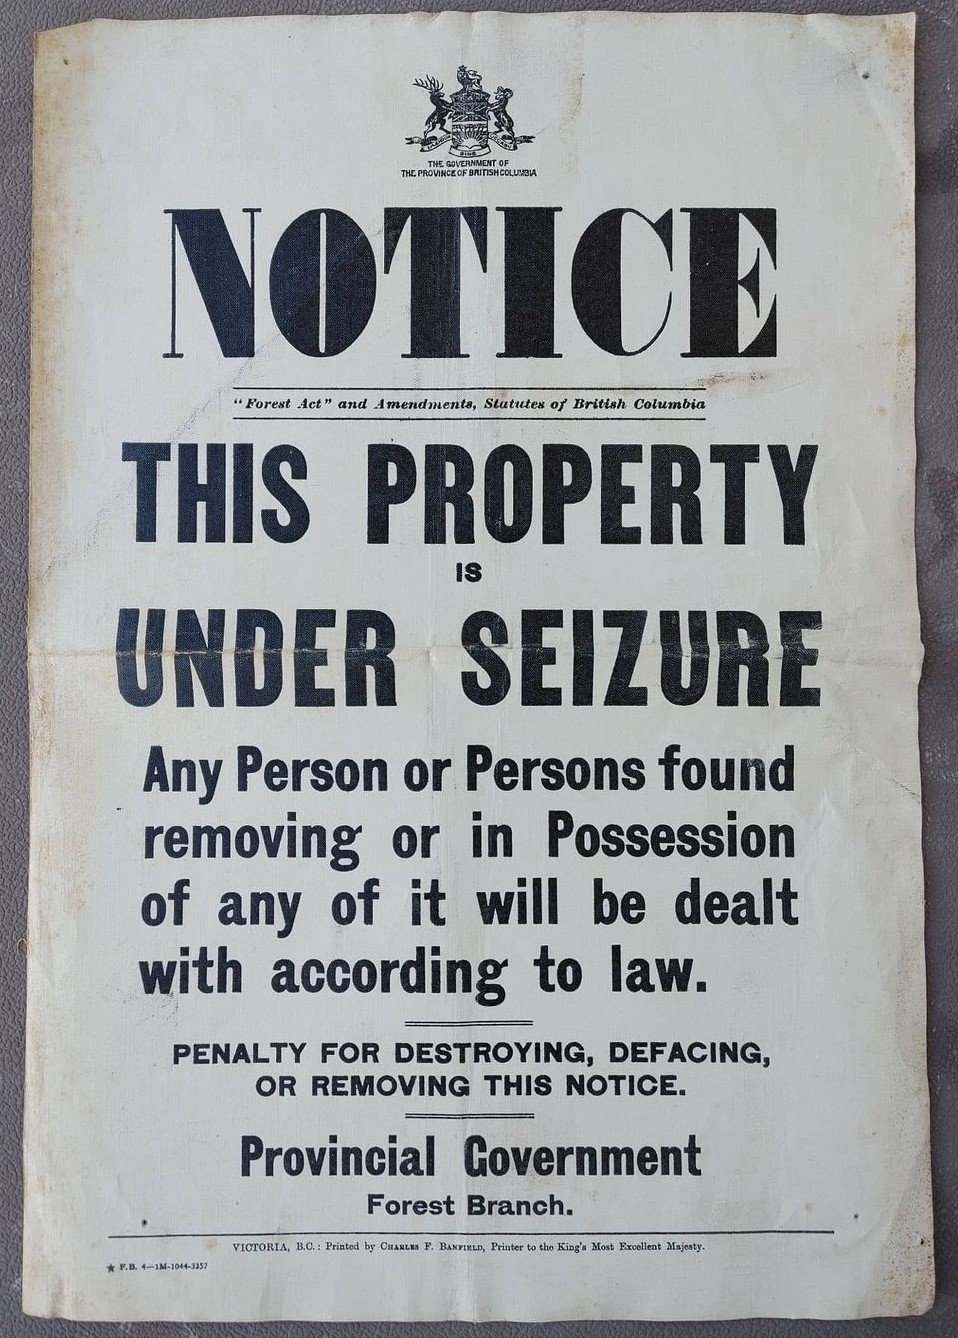 THE GOVERNMENT OF
THE PROVINCE OF BRITISH COLUMBIA
NOTICE
"Forest Act" and Amendments, Statutes of British Columbia
THIS PROPERTY
IS
UNDER SEIZURE
Any Person or Persons found
removing or in Possession
of any of it will be dealt
with according to law.
PENALTY FOR DESTROYING, DEFACING,
OR REMOVING THIS NOTICE.
Provincial Government
Forest Branch.
VICTORIA, B.C.: Printed by CHARLES F. BANFIELD, Printer to the King's Most Excellent Majesty.
★ F.B. 4—1M-1044-3357